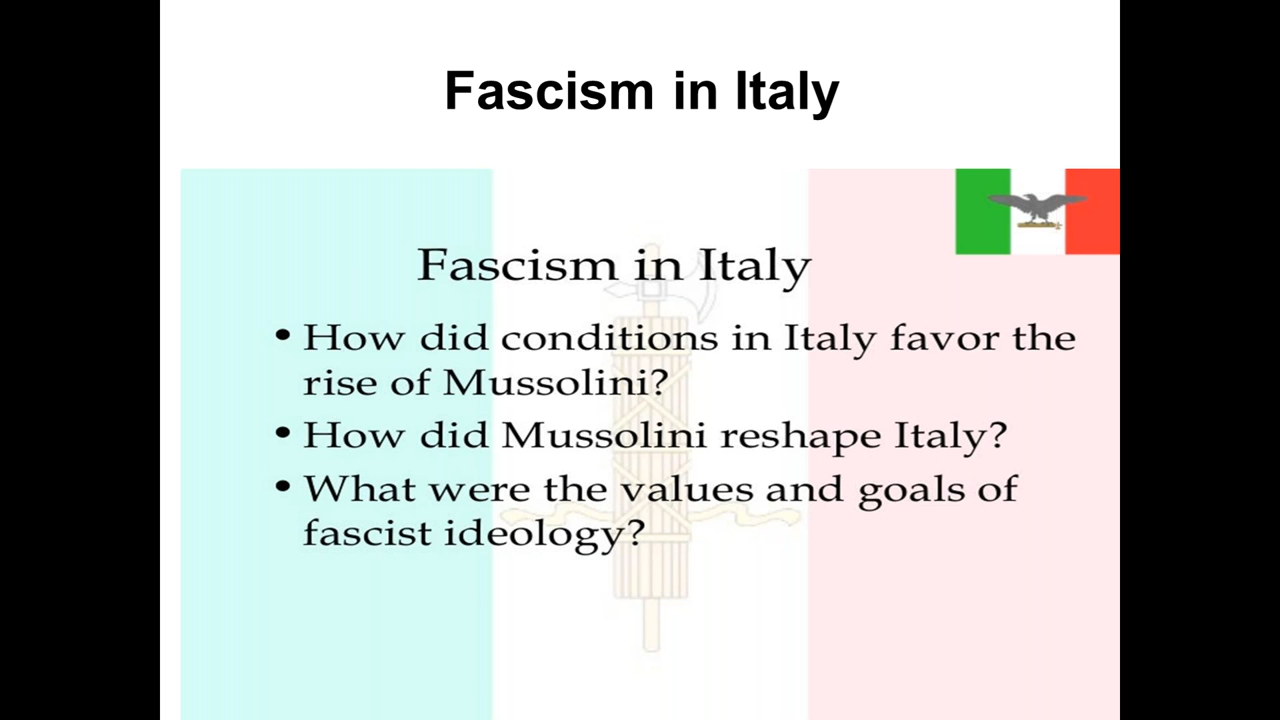 Fascism in Italy
Fascism in Italy
• How did conditions in Italy favor the
rise of Mussolini?
• How did Mussolini reshape Italy?
• What were the values and goals of
fascist ideology?